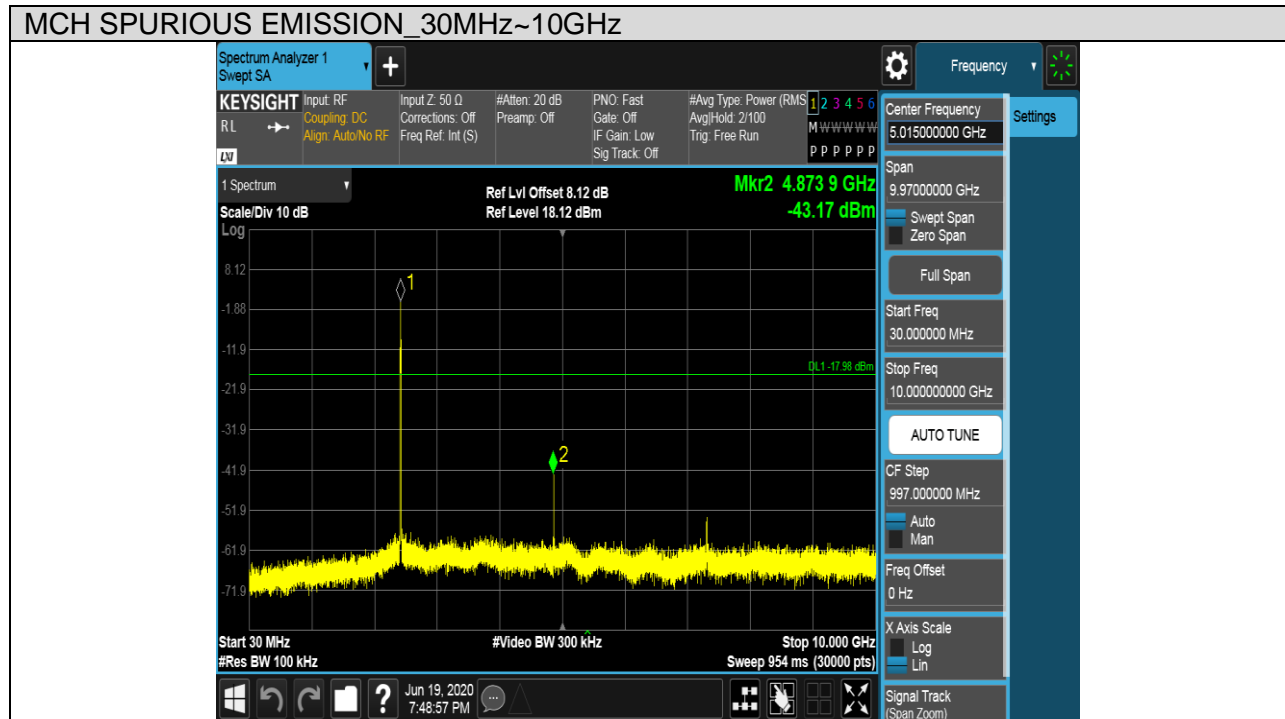 MCH SPURIOUS EMISSION_30MHz~10GHz
Spectrum Analyzer 1
Swept SA
+
Frequency
KEYSIGHT
RL
LXI
Input: RF
Coupling: DC
Align: Auto/No RF
Input Z: 50 Ω
Corrections: Off
Freq Ref: Int (S)
#Atten: 20 dB
Preamp: Off
PNO: Fast
Gate: Off
IF Gain: Low
Sig Track: Off
#Avg Type: Power (RMS
Avg|Hold: 2/100
Trig: Free Run
1 2 3 4 5 6
M W W W W W
P P P P P P
1 Spectrum
Scale/Div 10 dB
Ref Lvl Offset 8.12 dB
Ref Level 18.12 dBm
Mkr2 4.873 9 GHz
-43.17 dBm
Log
8.12
-1.88
-11.9
-21.9
-31.9
-41.9
-51.9
-61.9
-71.9
1
2
DL1 -17.98 dBm
Start 30 MHz
#Res BW 100 kHz
#Video BW 300 kHz
Stop 10.000 GHz
Sweep 954 ms (30000 pts)
?
Jun 19, 2020
7:48:57 PM
Center Frequency
5.015000000 GHz
Settings
Span
9.97000000 GHz
Swept Span
Zero Span
Full Span
Start Freq
30.000000 MHz
Stop Freq
10.000000000 GHz
AUTO TUNE
CF Step
997.000000 MHz
Auto
Man
Freq Offset
0 Hz
X Axis Scale
Log
Lin
Signal Track
(Span Zoom)